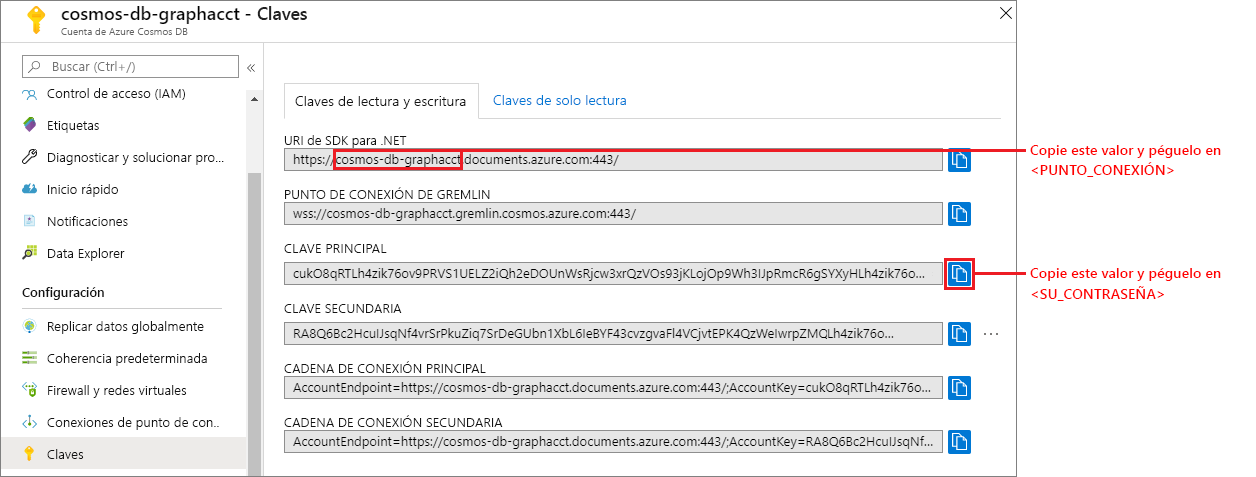 cosmos-db-graphacct - Claves
Cuenta de Azure Cosmos DB
Buscar (Ctrl+/)
Control de acceso (IAM)
Etiquetas
Diagnosticar y solucionar pro...
Inicio rápido
Notificaciones
Data Explorer
Configuración
Replicar datos globalmente
Coherencia predeterminada
Firewall y redes virtuales
Conexiones de punto de con...
Claves
Claves de lectura y escritura
Claves de solo lectura
URI de SDK para .NET
https://cosmos-db-graphacct.documents.azure.com:443/
PUNTO DE CONEXIÓN DE GREMLIN
wss://cosmos-db-graphacct.gremlin.cosmos.azure.com:443/
CLAVE PRINCIPAL
cukO8qRTLh4zik76ov9PRVS1UELZ2iQh2eDOUnWsRjcw3xrQzVOs93jKLojOp9Wh3IJpRmcR6gSYXyHLh4zik76o...
CLAVE SECUNDARIA
RA8Q6Bc2HcuIJsqNf4vrSrPkuZiq7SrDeGUbn1XbL6IeBYF43cvzgvaFl4VCjvtEPK4QzWeIwrpZMQLh4zik76o...
CADENA DE CONEXIÓN PRINCIPAL
AccountEndpoint=https://cosmos-db-graphacct.documents.azure.com:443/;AccountKey=cukO8qRTLh4zik76o...
CADENA DE CONEXIÓN SECUNDARIA
AccountEndpoint=https://cosmos-db-graphacct.documents.azure.com:443/;AccountKey=RA8Q6Bc2HcuIJsqNf...
Copie este valor y péguelo en
<PUNTO_CONEXIÓN>
Copie este valor y péguelo en
<SU_CONTRASEÑA>